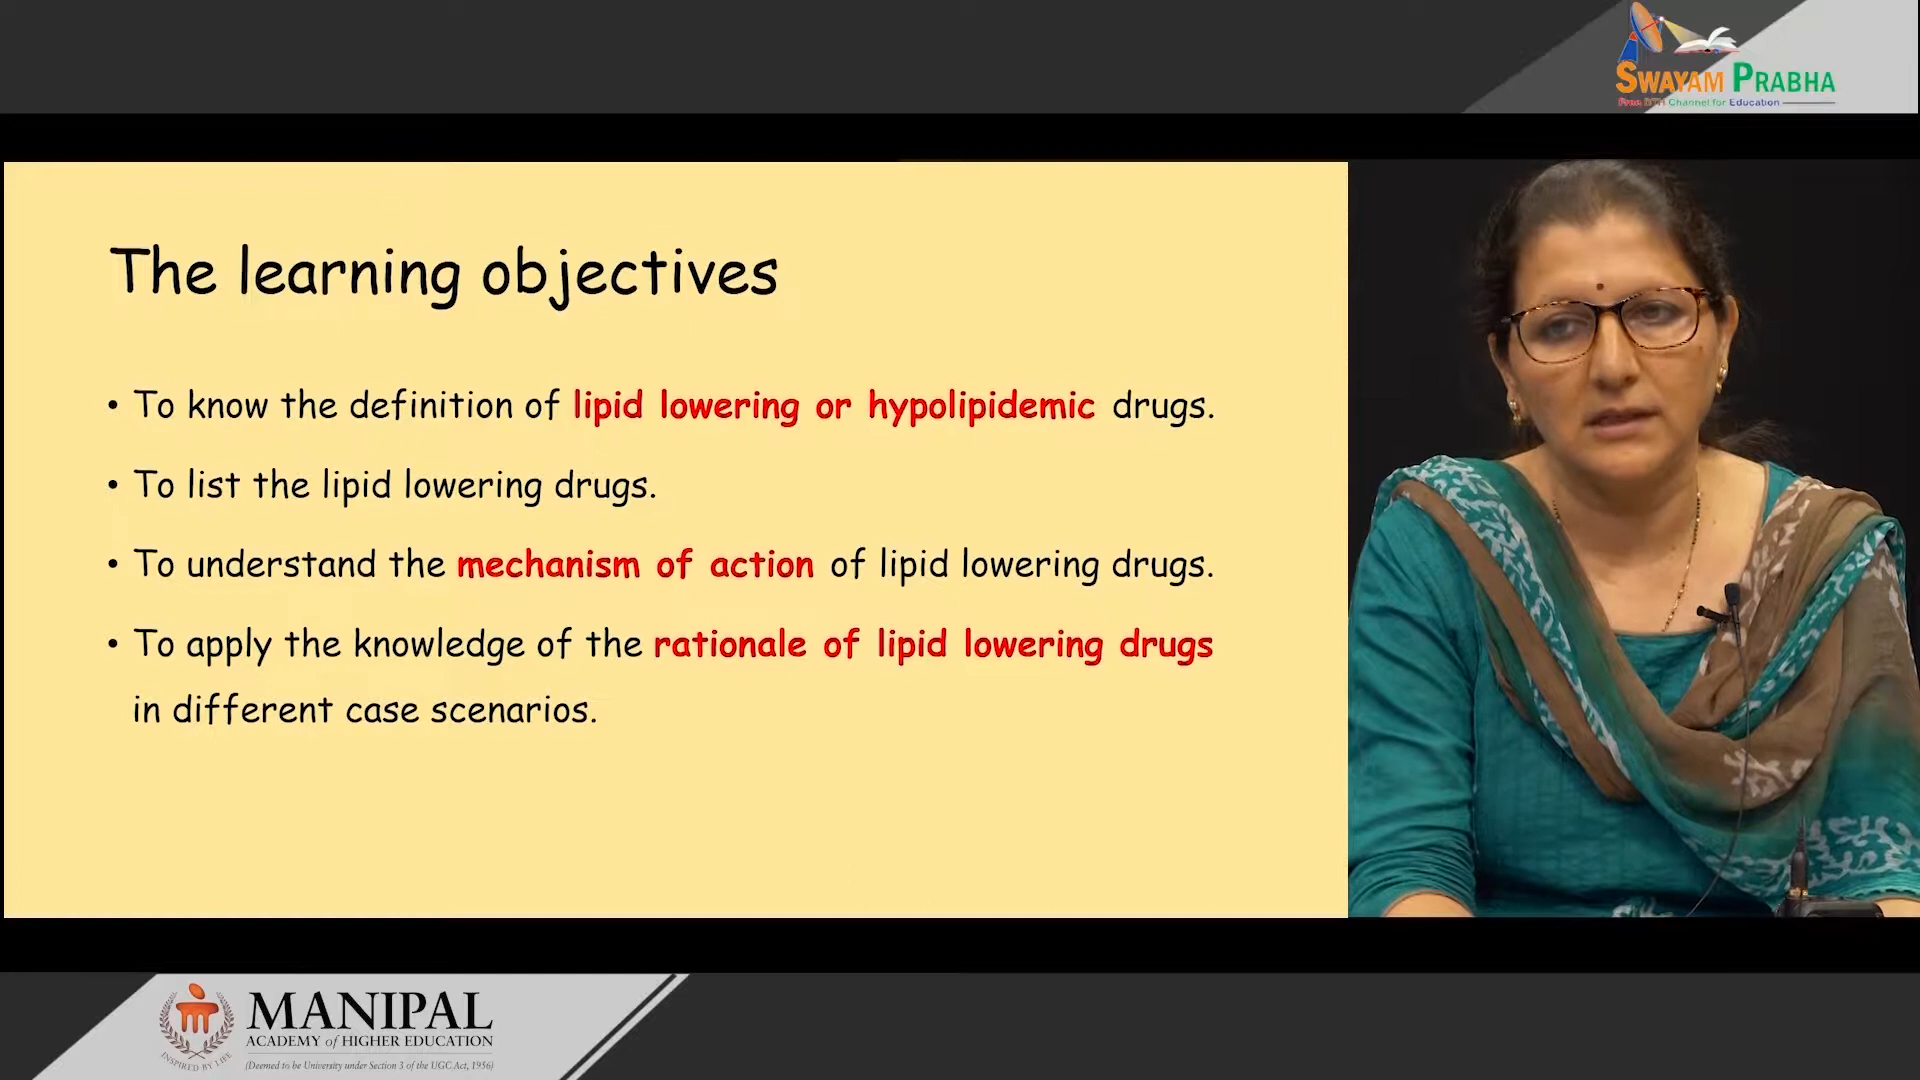 SWAYAM PRABHA
Free DTH Channel for Education
The learning objectives
• To know the definition of lipid lowering or hypolipidemic drugs.
• To list the lipid lowering drugs.
• To understand the mechanism of action of lipid lowering drugs.
• To apply the knowledge of the rationale of lipid lowering drugs
in different case scenarios.
MANIPAL
ACADEMY of HIGHER EDUCATION
(Deemed to be University under Section 3 of the UGC Act, 1956)
INSPIRED BY LIFE